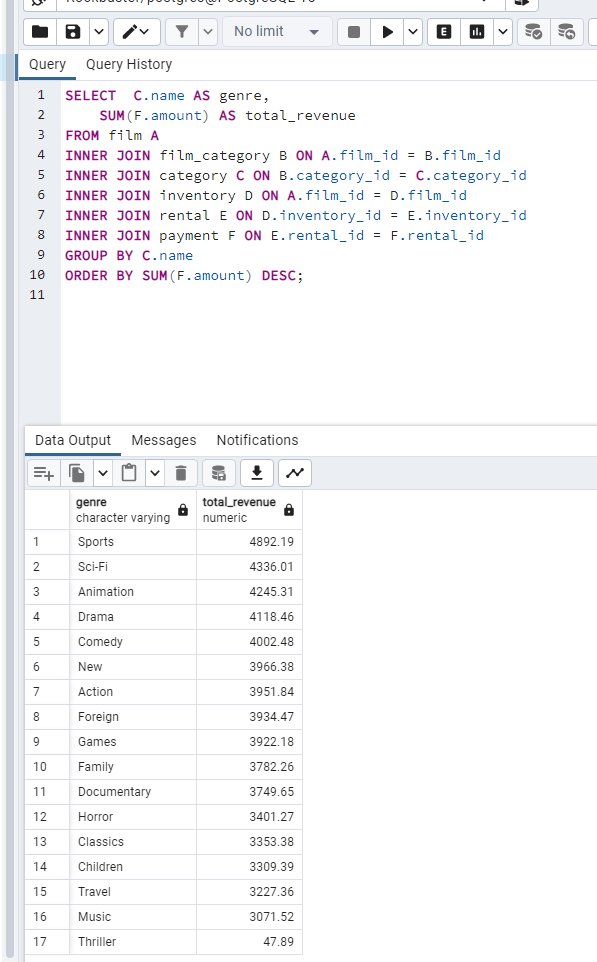 No limit
Query Query History
1 SELECT  C.name AS genre,
2     SUM(F.amount) AS total_revenue
3 FROM film A
4 INNER JOIN film_category B ON A.film_id = B.film_id
5 INNER JOIN category C ON B.category_id = C.category_id
6 INNER JOIN inventory D ON A.film_id = D.film_id
7 INNER JOIN rental E ON D.inventory_id = E.inventory_id
8 INNER JOIN payment F ON E.rental_id = F.rental_id
9 GROUP BY C.name
10 ORDER BY SUM(F.amount) DESC;
11
Data Output Messages Notifications
genre total_revenue
character varying numeric
1 Sports 4892.19
2 Sci-Fi 4336.01
3 Animation 4245.31
4 Drama 4118.46
5 Comedy 4002.48
6 New 3966.38
7 Action 3951.84
8 Foreign 3934.47
9 Games 3922.18
10 Family 3782.26
11 Documentary 3749.65
12 Horror 3401.27
13 Classics 3353.38
14 Children 3309.39
15 Travel 3227.36
16 Music 3071.52
17 Thriller 47.89